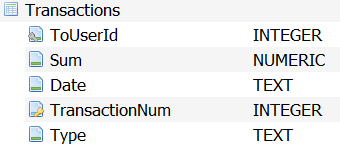 Transactions
ToUserId INTEGER
Sum NUMERIC
Date TEXT
TransactionNum INTEGER
Type TEXT